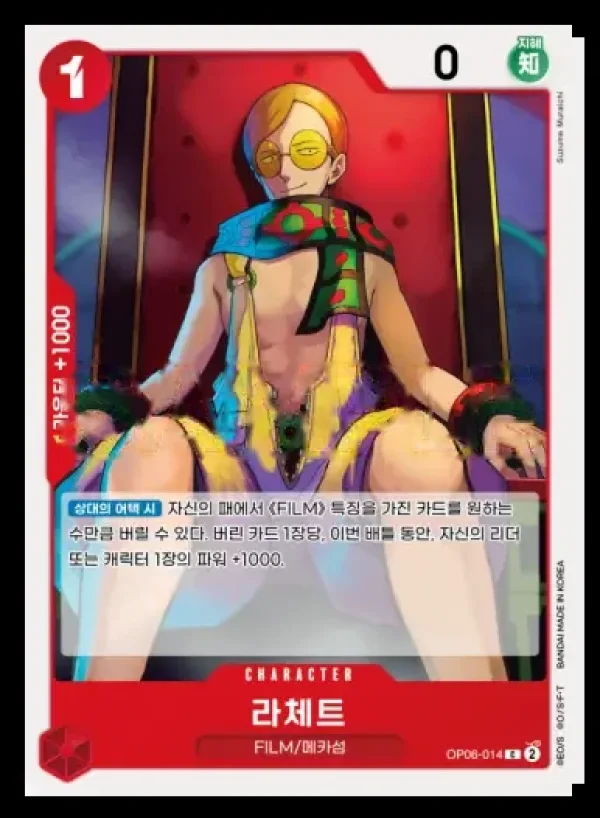 1
0
지혜
知
Suzume Muraichi
카운터 +1000
상대의 어택 시 자신의 패에서 《FILM》 특징을 가진 카드를 원하는
수만큼 버릴 수 있다. 버린 카드 1장당, 이번 배틀 동안, 자신의 리더
또는 캐릭터 1장의 파워 +1000.
CHARACTER
라체트
FILM/메카섬
OP06-014 C 2
©EO/S ©O/S·F·T BANDAI MADE IN KOREA